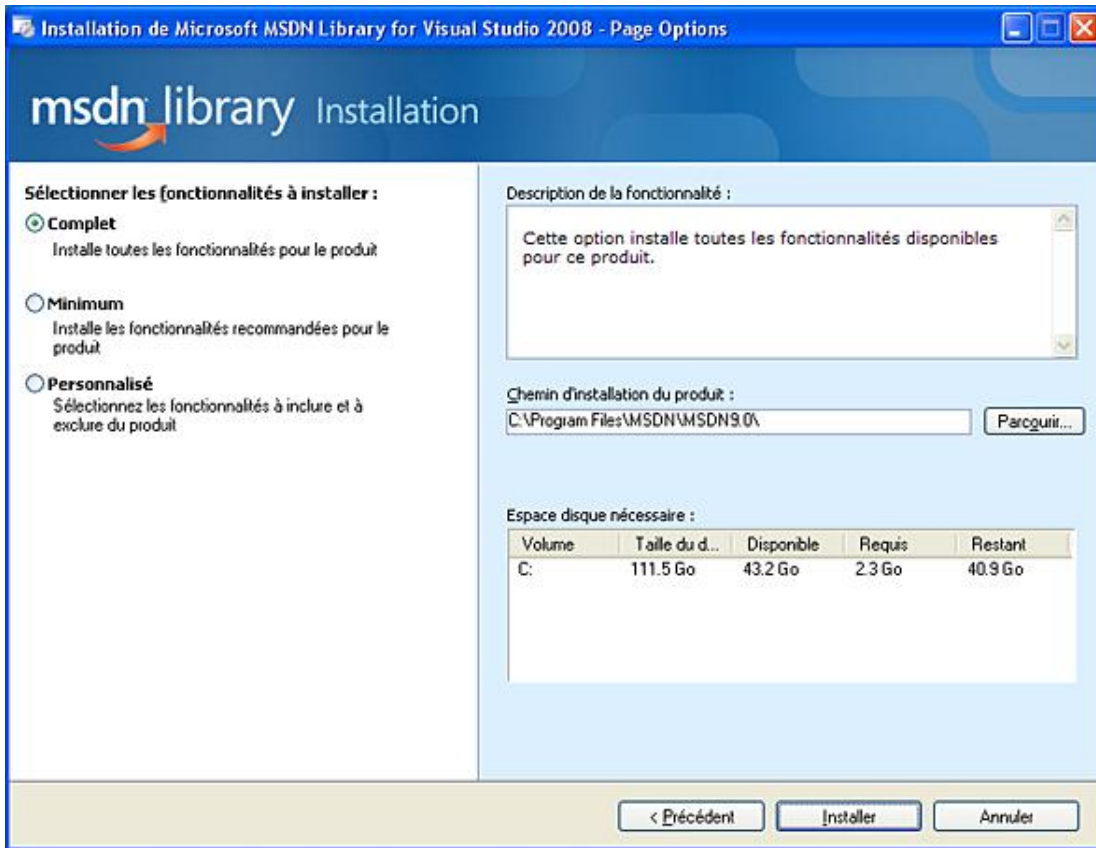 Installation de Microsoft MSDN Library for Visual Studio 2008 - Page Options
msdn library Installation
Sélectionner les fonctionnalités à installer :
Complet
Installe toutes les fonctionnalités pour le produit
Minimum
Installe les fonctionnalités recommandées pour le
produit
Personnalisé
Sélectionnez les fonctionnalités à inclure et à
exclure du produit
Description de la fonctionnalité :
Cette option installe toutes les fonctionnalités disponibles
pour ce produit.
Chemin d'installation du produit :
C:\Program Files\MSDN\MSDN9.0\
Parcourir...
Espace disque nécessaire :
Volume Taille du d... Disponible Requis Restant
C: 111.5 Go 43.2 Go 2.3 Go 40.9 Go
< Précédent Installer Annuler